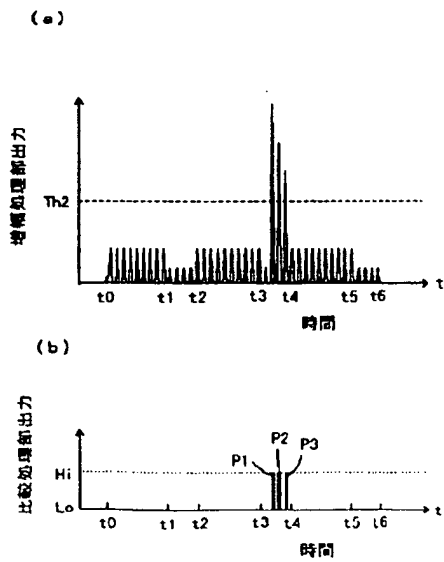 (a)
増幅処理部出力
Th2
t0 t1 t2 t3 t4 t5 t6
t
時間
(b)
比較処理部出力
P1 P2 P3
Hi
Lo
t0 t1 t2 t3 t4 t5 t6
t
時間